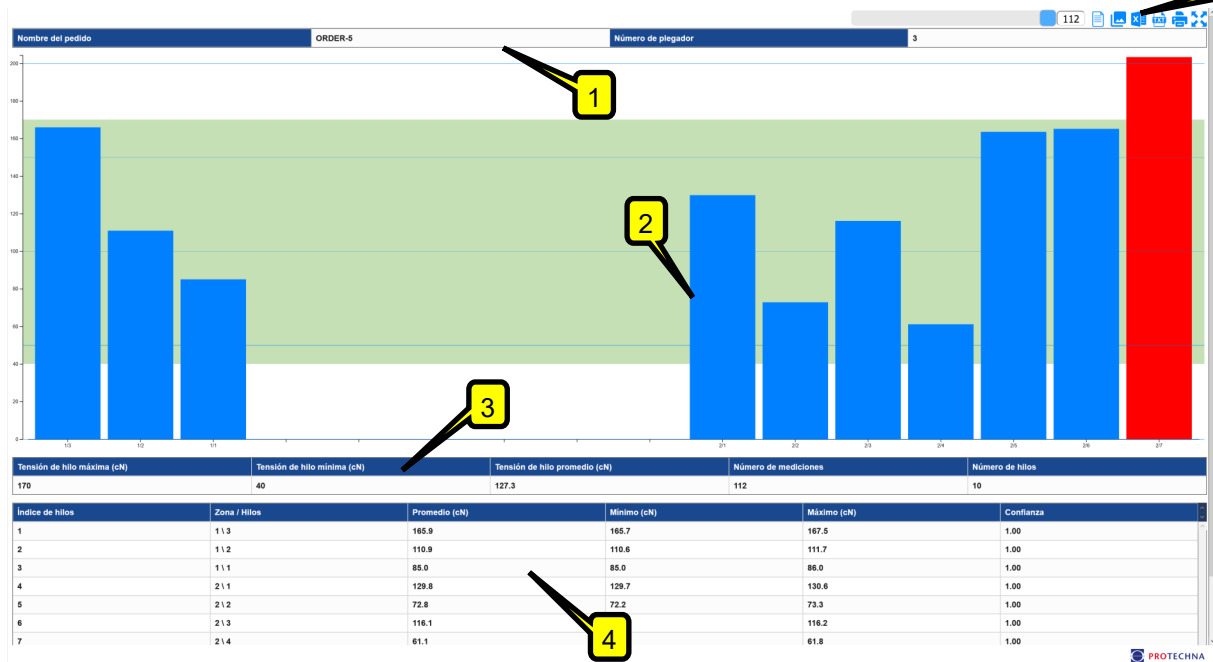 112
TXT
Nombre del pedido ORDER-5 Número de plegador 3
1
200
180
160
140
120
100
80
60
40
20
0
2
3
1/3 1/2 1/1 2/1 2/2 2/3 2/4 2/5 2/6 2/7
Tensión de hilo máxima (cN) Tensión de hilo mínima (cN) Tensión de hilo promedio (cN) Número de mediciones Número de hilos
170 40 127.3 112 10
Índice de hilos Zona / Hilos Promedio (cN) Mínimo (cN) Máximo (cN) Confianza
1 1 \ 3 165.9 165.7 167.5 1.00
2 1 \ 2 110.9 110.6 111.7 1.00
3 1 \ 1 85.0 85.0 86.0 1.00
4 2 \ 1 129.8 129.7 130.6 1.00
5 2 \ 2 72.8 72.2 73.3 1.00
6 2 \ 3 116.1 116.2 1.00
7 2 \ 4 61.1 61.8 1.00
4
PROTECHNA